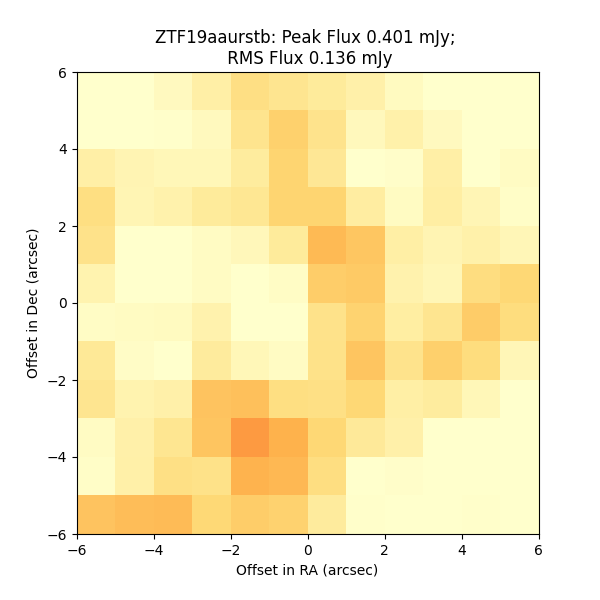 ZTF19aaurstb: Peak Flux 0.401 mJy;
RMS Flux 0.136 mJy
6
4
2
0
−2
−4
−6
Offset in Dec (arcsec)
−6 −4 −2 0 2 4 6
Offset in RA (arcsec)